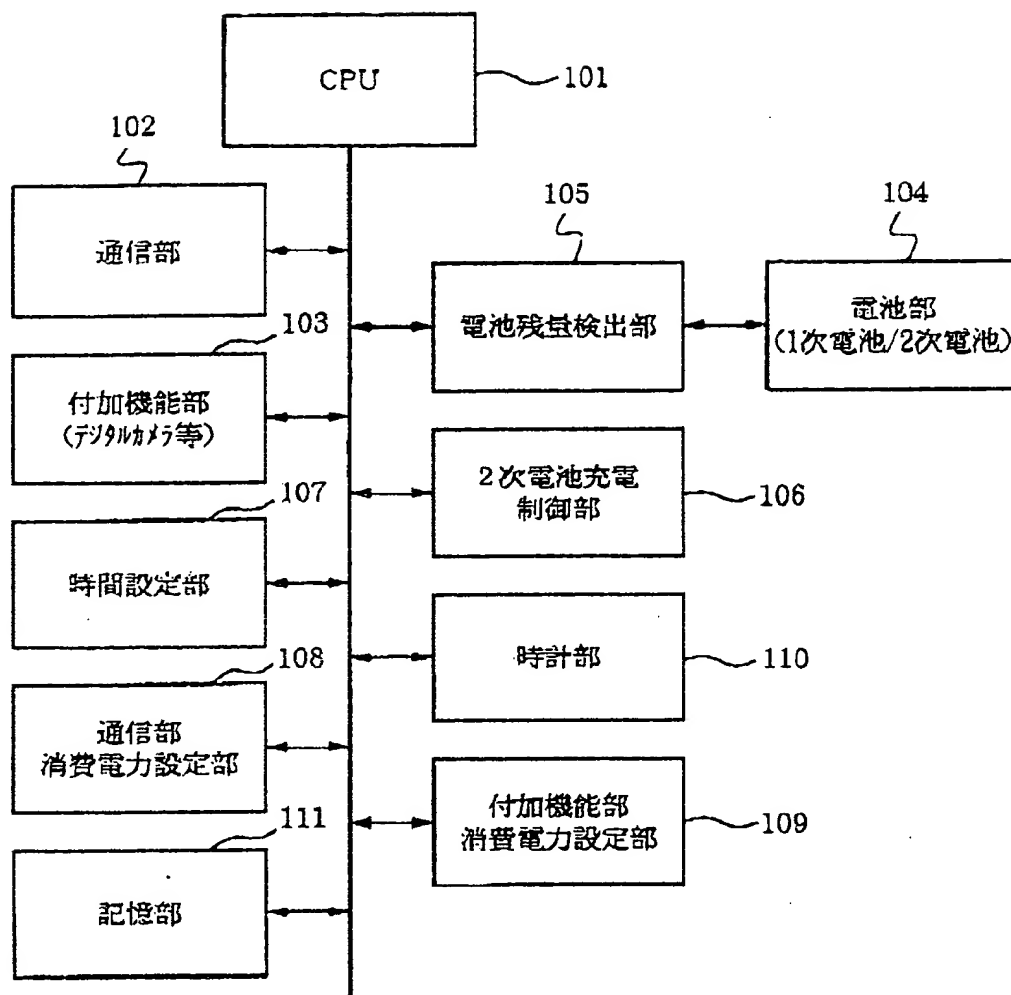 CPU
101
102
通信部
105
104
電池残量検出部
電池部
(1次電池/2次電池)
103
付加機能部
(デジタルカメラ等)
2次電池充電
制御部
106
107
時間設定部
時計部
110
108
通信部
消費電力設定部
付加機能部
消費電力設定部
109
111
記憶部